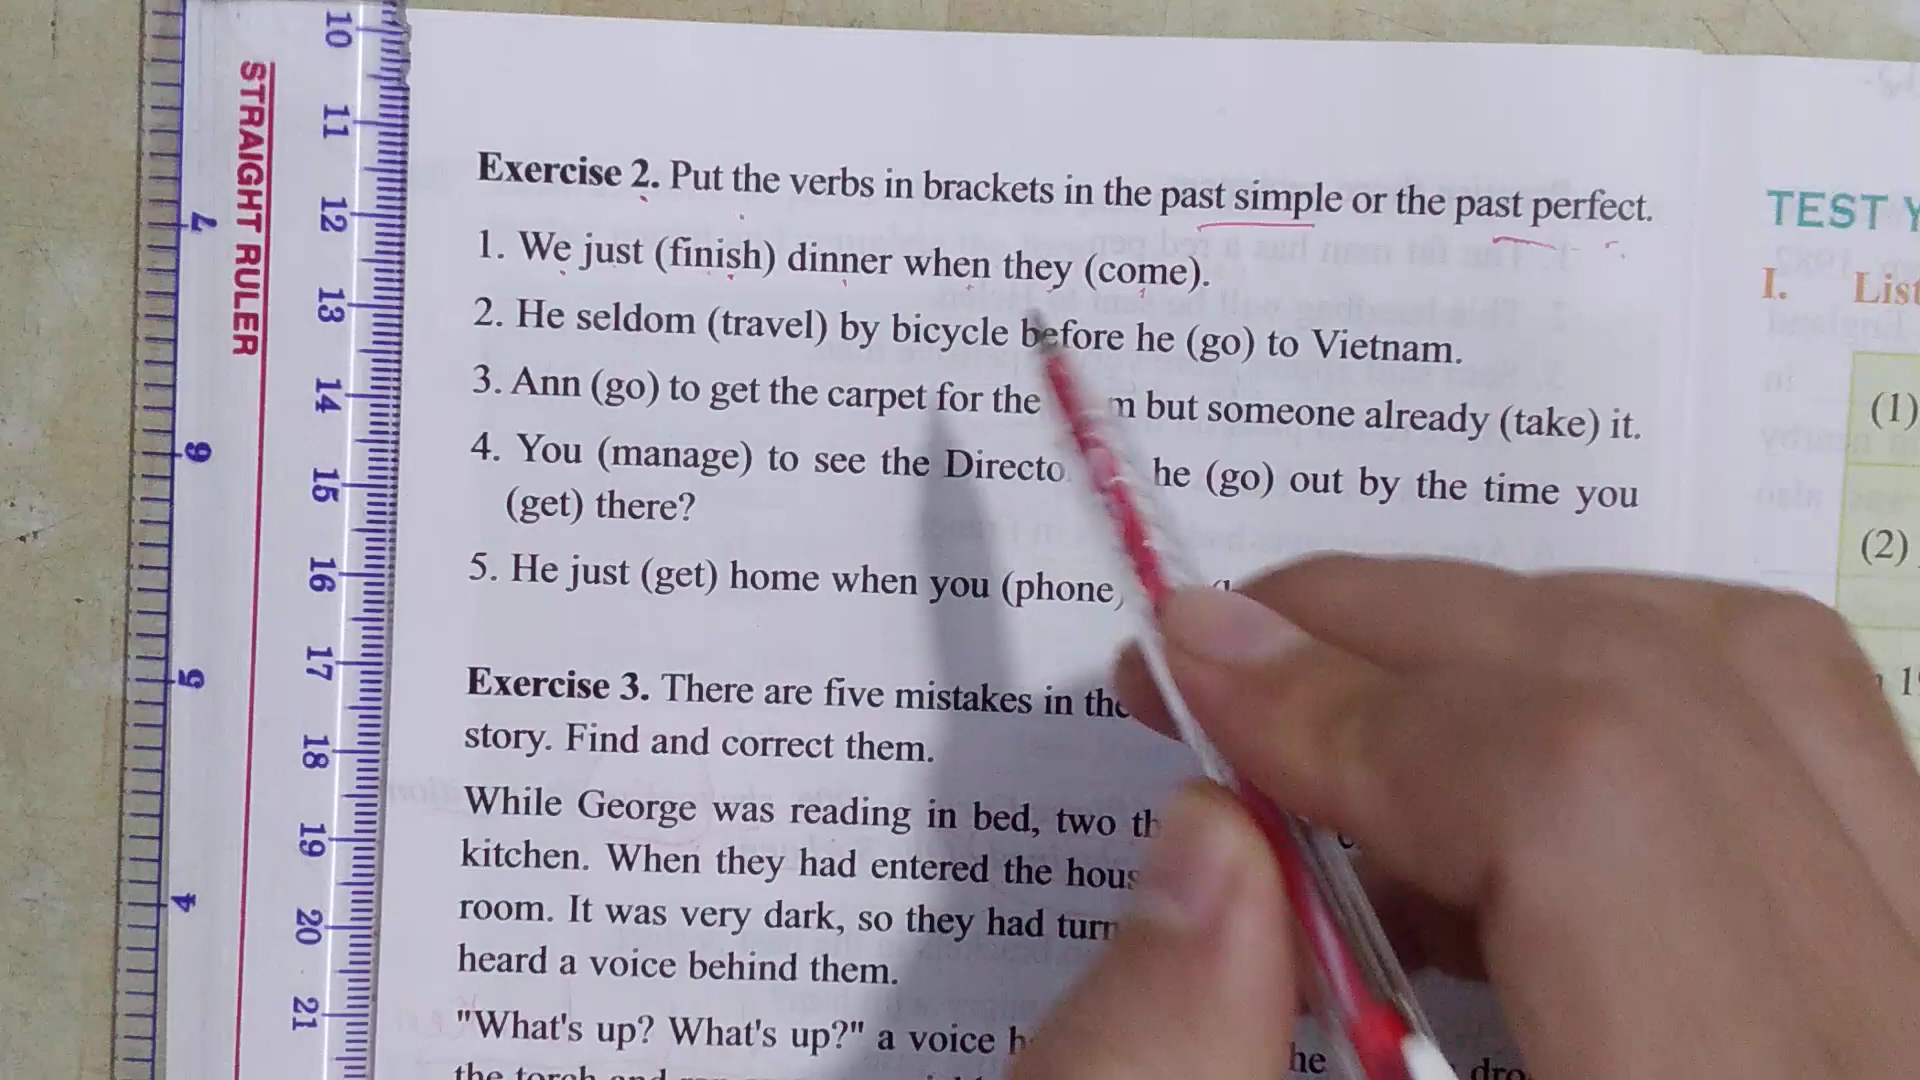 STRAIGHT RULER
10
11
12
13
14
15
16
17
18
19
20
21
7
6
5
4
Exercise 2. Put the verbs in brackets in the past simple or the past perfect.
1. We just (finish) dinner when they (come).
2. He seldom (travel) by bicycle before he (go) to Vietnam.
3. Ann (go) to get the carpet for the but someone already (take) it.
4. You (manage) to see the he (go) out by the time you
(get) there?
5. He just (get) home when you (phone
Exercise 3. There are five mistakes in
story. Find and correct them.
While George was reading in bed, two
kitchen. When they had entered the
room. It was very dark, so they had
heard a voice behind them.
"What's up? What's up?" a voice
he
TEST
I.
(1)
(2)